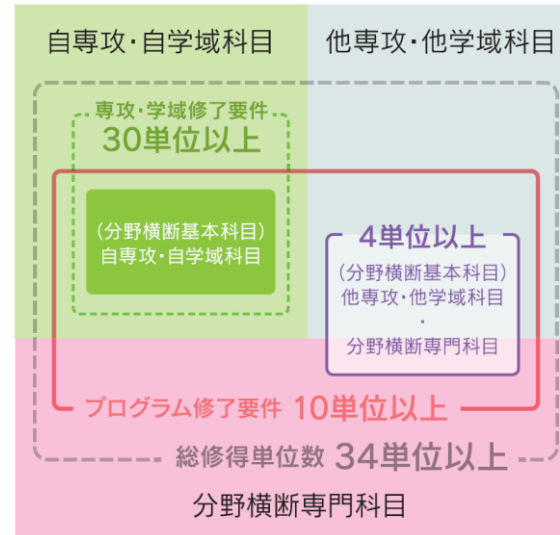 自専攻・自学域科目
他専攻・他学域科目
専攻・学域修了要件
30単位以上
(分野横断基本科目)
自専攻・自学域科目
4単位以上
(分野横断基本科目)
他専攻・他学域科目
・
分野横断専門科目
プログラム修了要件 10単位以上
総修得単位数 34単位以上
分野横断専門科目